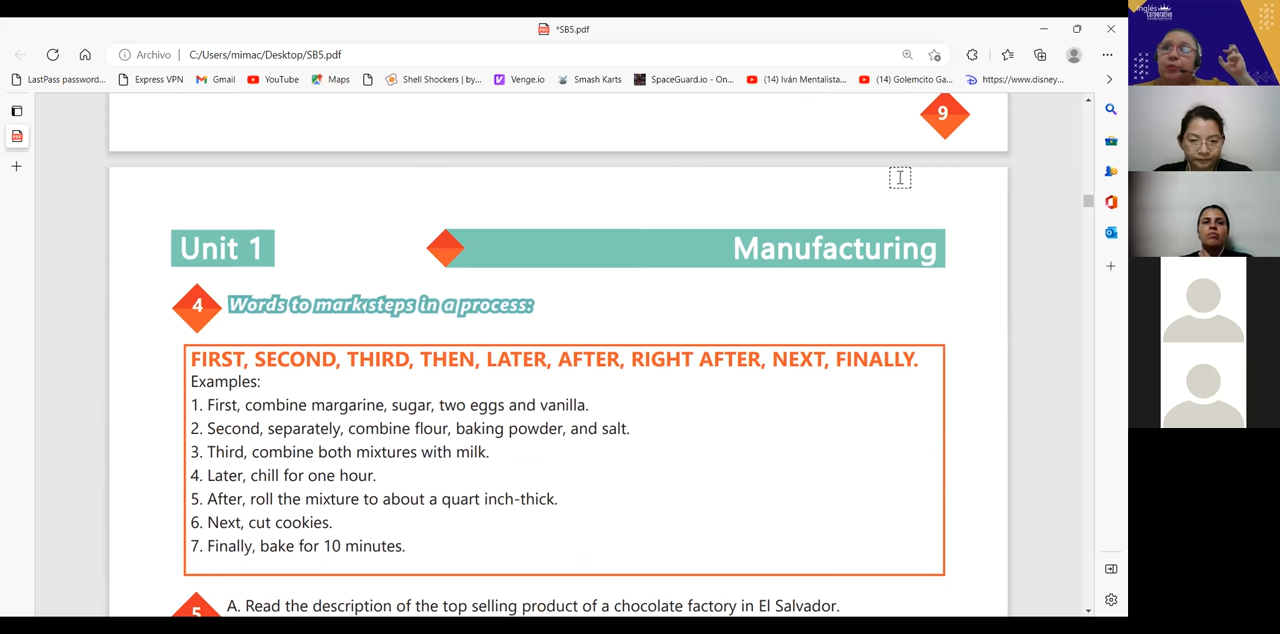 *SB5.pdf
Archivo | C:/Users/mimac/Desktop/SB5.pdf
LastPass password... Express VPN Gmail YouTube Maps Shell Shockers | by... Venge.io Smash Karts SpaceGuard.io - On... (14) Iván Mentalista... (14) Golemcito Ga... https://www.disney...
Inglés
Corporativo
9
Unit 1 Manufacturing
4 Words to mark steps in a process:
FIRST, SECOND, THIRD, THEN, LATER, AFTER, RIGHT AFTER, NEXT, FINALLY.
Examples:
1. First, combine margarine, sugar, two eggs and vanilla.
2. Second, separately, combine flour, baking powder, and salt.
3. Third, combine both mixtures with milk.
4. Later, chill for one hour.
5. After, roll the mixture to about a quart inch-thick.
6. Next, cut cookies.
7. Finally, bake for 10 minutes.
5 A. Read the description of the top selling product of a chocolate factory in El Salvador.